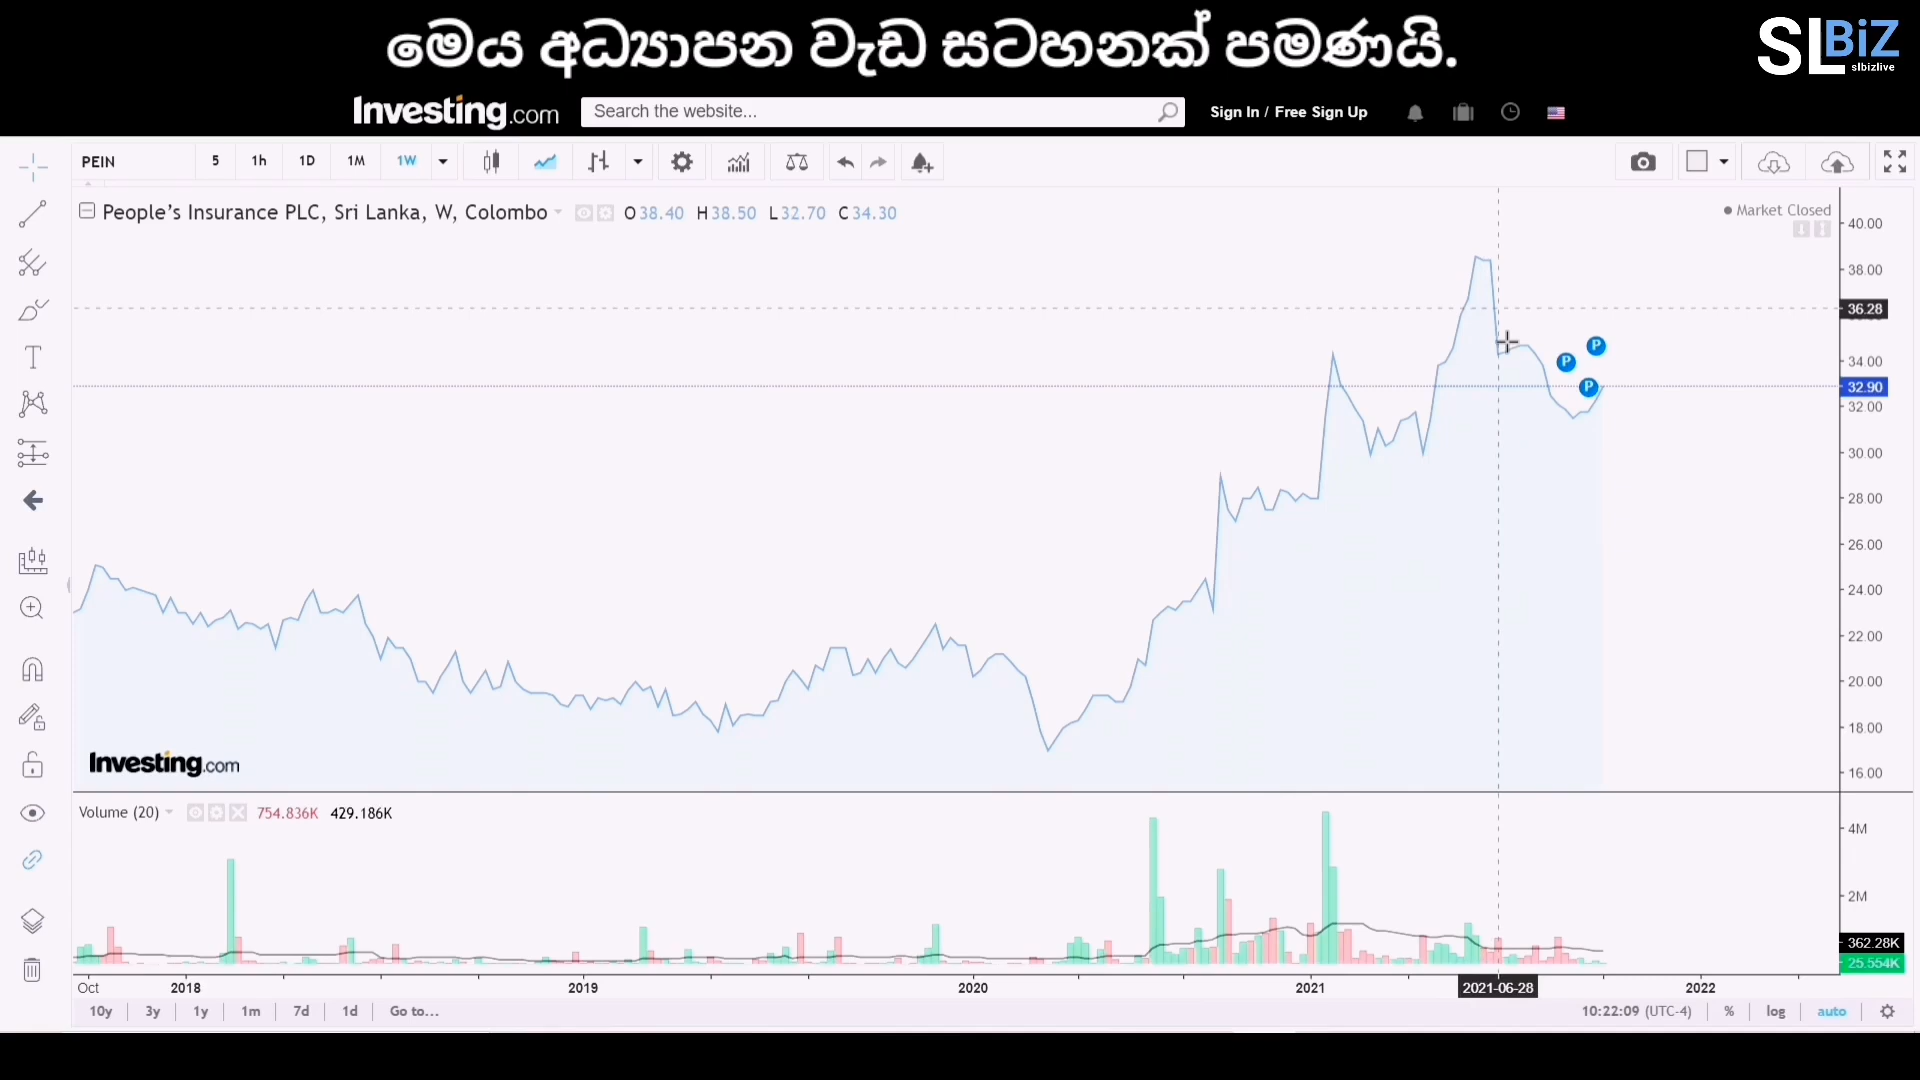 මෙය අධ්‍යාපන වැඩ සටහනක් පමණයි.
SLBiZ
slbizlive
Investing.com
Search the website...
Sign In / Free Sign Up
PEIN
5 1h 1D 1M 1W
People's Insurance PLC, Sri Lanka, W, Colombo
O 38.40 H 38.50 L 32.70 C 34.30
Market Closed
40.00
38.00
36.28
34.00
32.90
32.00
30.00
28.00
26.00
24.00
22.00
20.00
18.00
16.00
P
P
P
Investing.com
Volume (20) 754.836K 429.186K
4M
2M
362.28K
25.554K
Oct 2018 2019 2020 2021 2021-06-28 2022
10y 3y 1y 1m 7d 1d Go to... 10:22:09 (UTC-4) % log auto